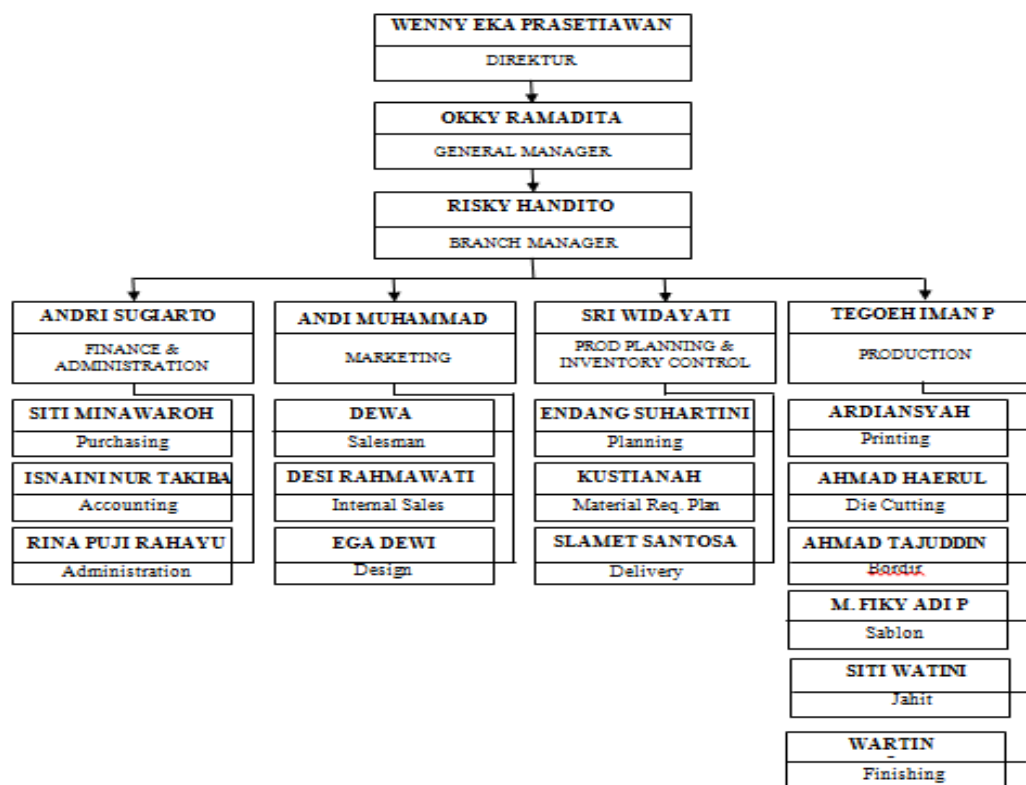 WENNY EKA PRASETIAWAN
DIREKTUR
OKKY RAMADITA
GENERAL MANAGER
RISKY HANDITO
BRANCH MANAGER
ANDRI SUGIARTO
FINANCE &
ADMINISTRATION
SITI MINAWAROH
Purchasing
ISNAINI NUR TAKIBA
Accounting
RINA PUJI RAHAYU
Administration
ANDI MUHAMMAD
MARKETING
DEWA
Salesman
DESI RAHMAWATI
Internal Sales
EGA DEWI
Design
SRI WIDAYATI
PROD PLANNING &
INVENTORY CONTROL
ENDANG SUHARTINI
Planning
KUSTIANAH
Material Req. Plan
SLAMET SANTOSA
Delivery
TEGOEH IMAN P
PRODUCTION
ARDIANSYAH
Printing
AHMAD HAERUL
Die Cutting
AHMAD TAJUDDIN
Bordir
M. FIKY ADI P
Sablon
SITI WATINI
Jahit
WARTIN
Finishing